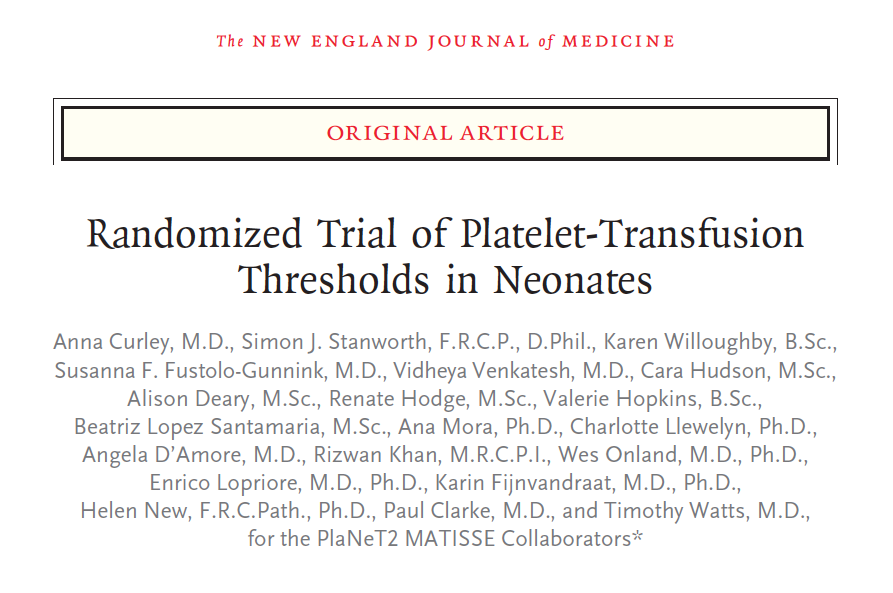 The NEW ENGLAND JOURNAL of MEDICINE
ORIGINAL ARTICLE
Randomized Trial of Platelet-Transfusion
Thresholds in Neonates
Anna Curley, M.D., Simon J. Stanworth, F.R.C.P., D.Phil., Karen Willoughby, B.Sc.,
Susanna F. Fustolo-Gunnink, M.D., Vidheya Venkatesh, M.D., Cara Hudson, M.Sc.,
Alison Deary, M.Sc., Renate Hodge, M.Sc., Valerie Hopkins, B.Sc.,
Beatriz Lopez Santamaria, M.Sc., Ana Mora, Ph.D., Charlotte Llewelyn, Ph.D.,
Angela D’Amore, M.D., Rizwan Khan, M.R.C.P.I., Wes Onland, M.D., Ph.D.,
Enrico Lopriore, M.D., Ph.D., Karin Fijnvandraat, M.D., Ph.D.,
Helen New, F.R.C.Path., Ph.D., Paul Clarke, M.D., and Timothy Watts, M.D.,
for the PlaNeT2 MATISSE Collaborators*